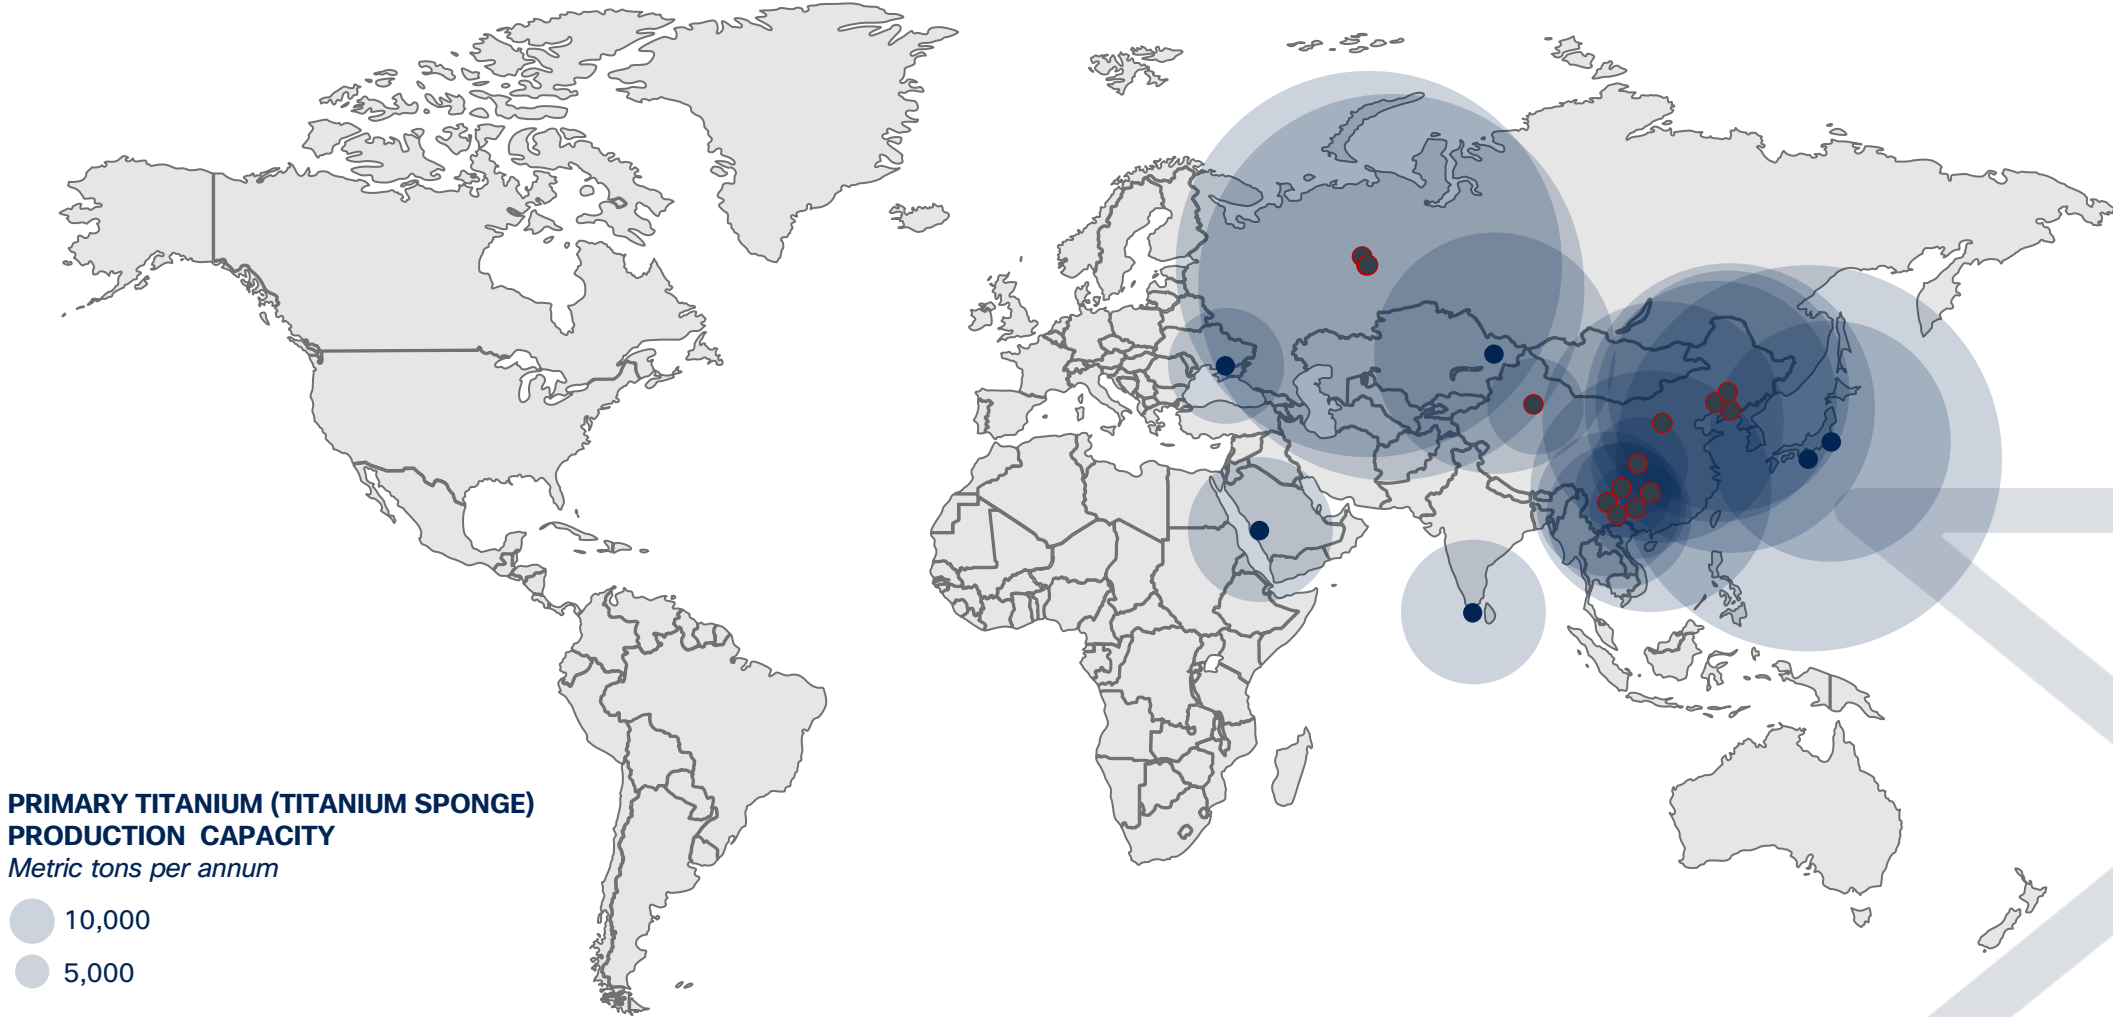 PRIMARY TITANIUM (TITANIUM SPONGE)
PRODUCTION CAPACITY
Metric tons per annum
10,000
5,000